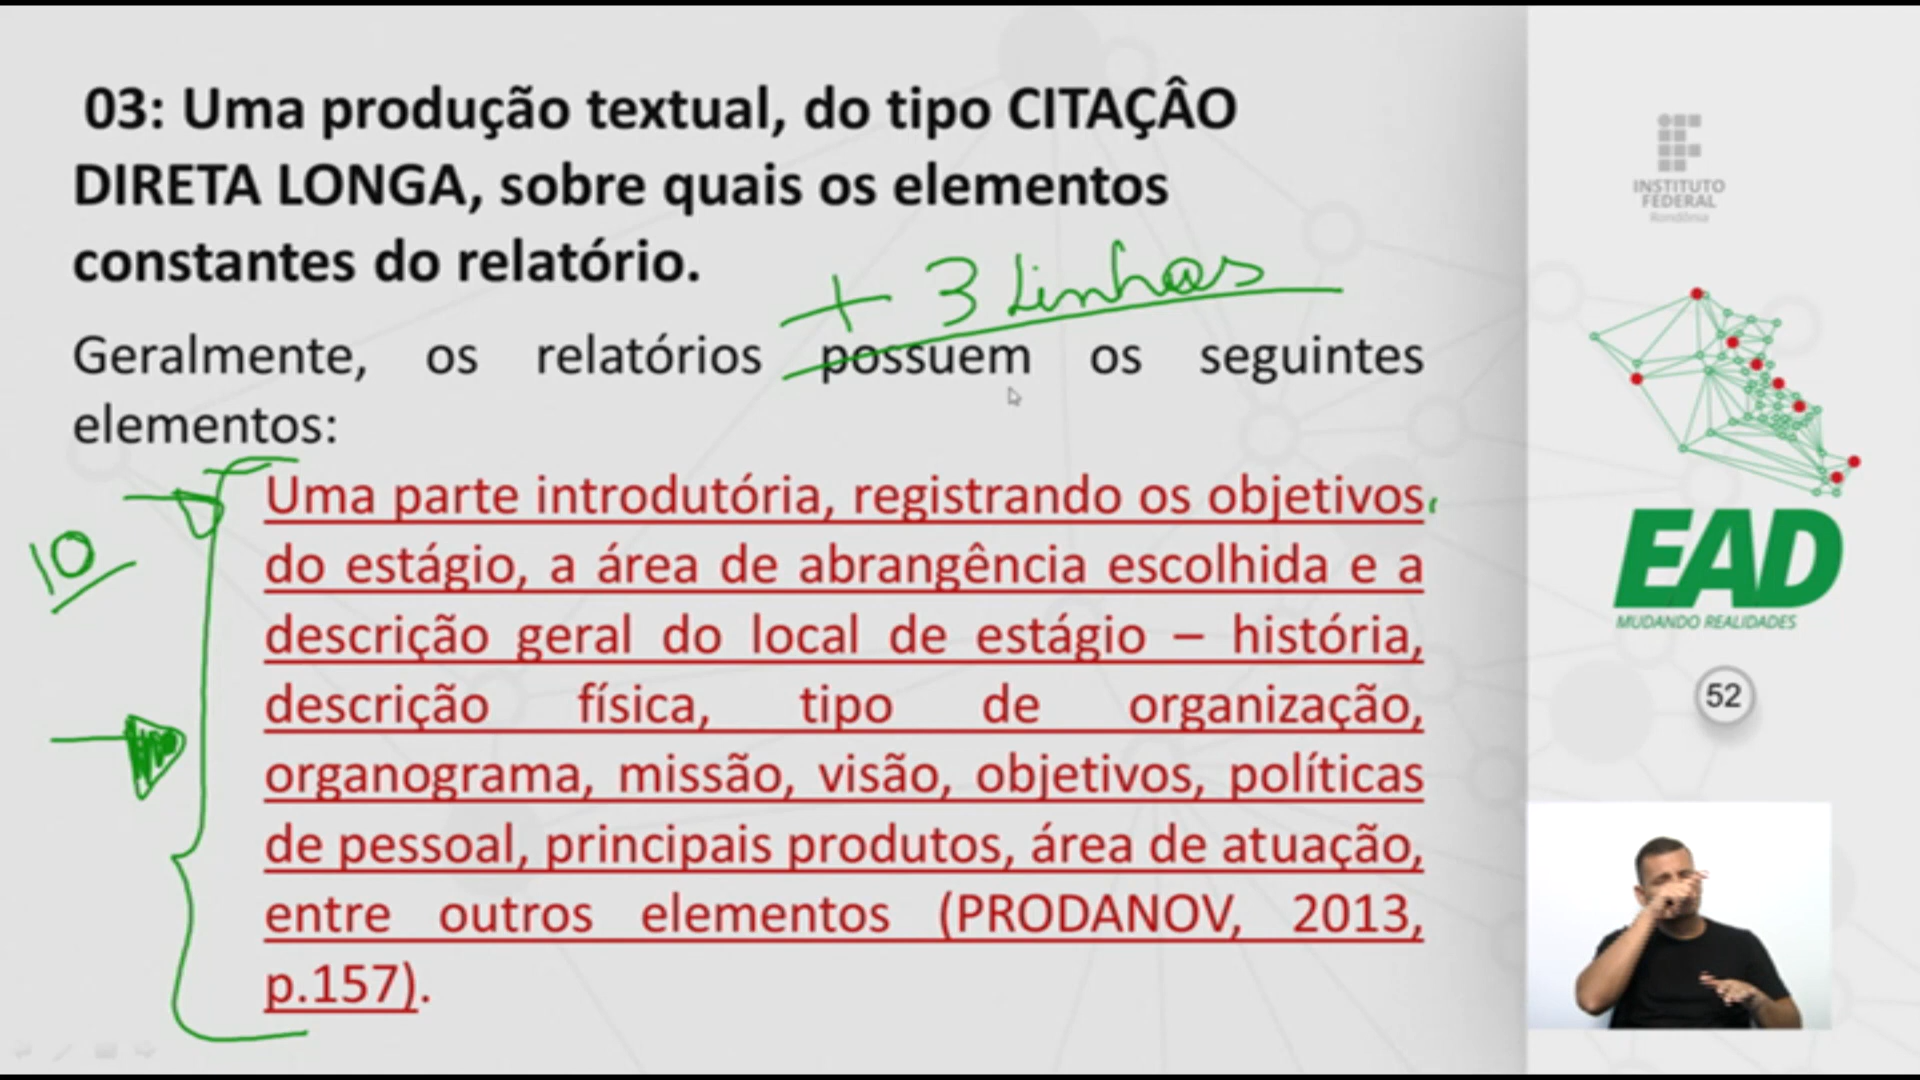 03: Uma produção textual, do tipo CITAÇÂO
DIRETA LONGA, sobre quais os elementos
constantes do relatório.
+ 3 Linhas
Geralmente, os relatórios possuem os seguintes
elementos:
Uma parte introdutória, registrando os objetivos
do estágio, a área de abrangência escolhida e a
descrição geral do local de estágio – história,
descrição física, tipo de organização,
organograma, missão, visão, objetivos, políticas
de pessoal, principais produtos, área de atuação,
entre outros elementos (PRODANOV, 2013,
p.157).
10
INSTITUTO
FEDERAL
Rondônia
EAD
MUDANDO REALIDADES
52